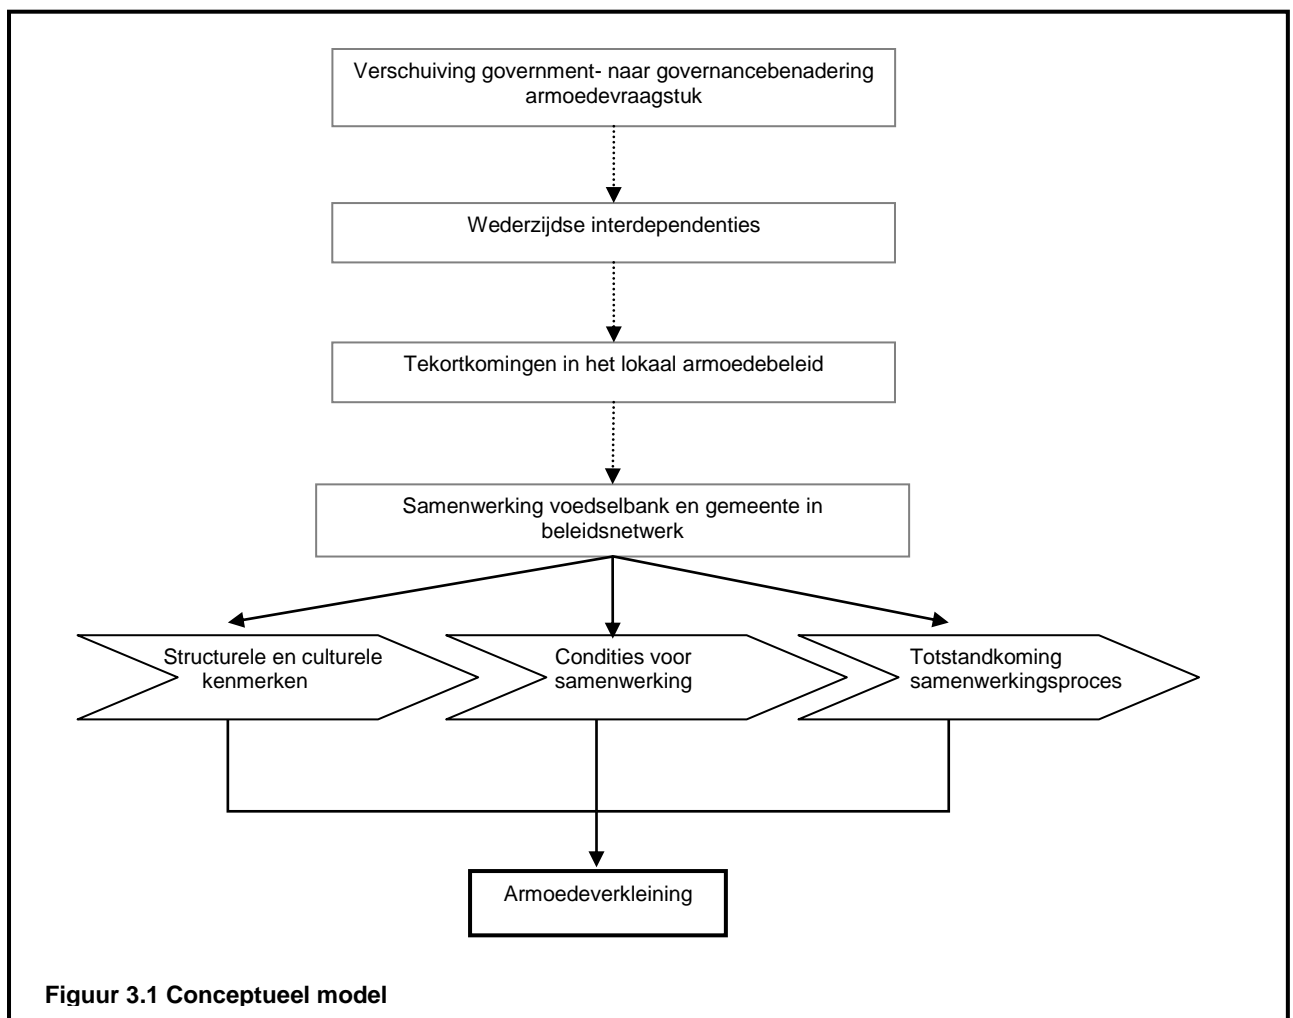 Verschuiving government- naar governancebenadering
armoedevraagstuk
Wederzijdse interdependenties
Tekortkomingen in het lokaal armoedebeleid
Samenwerking voedselbank en gemeente in
beleidsnetwerk
Structurele en culturele
kenmerken
Condities voor
samenwerking
Totstandkoming
samenwerkingsproces
Armoedeverkleining
Figuur 3.1 Conceptueel model